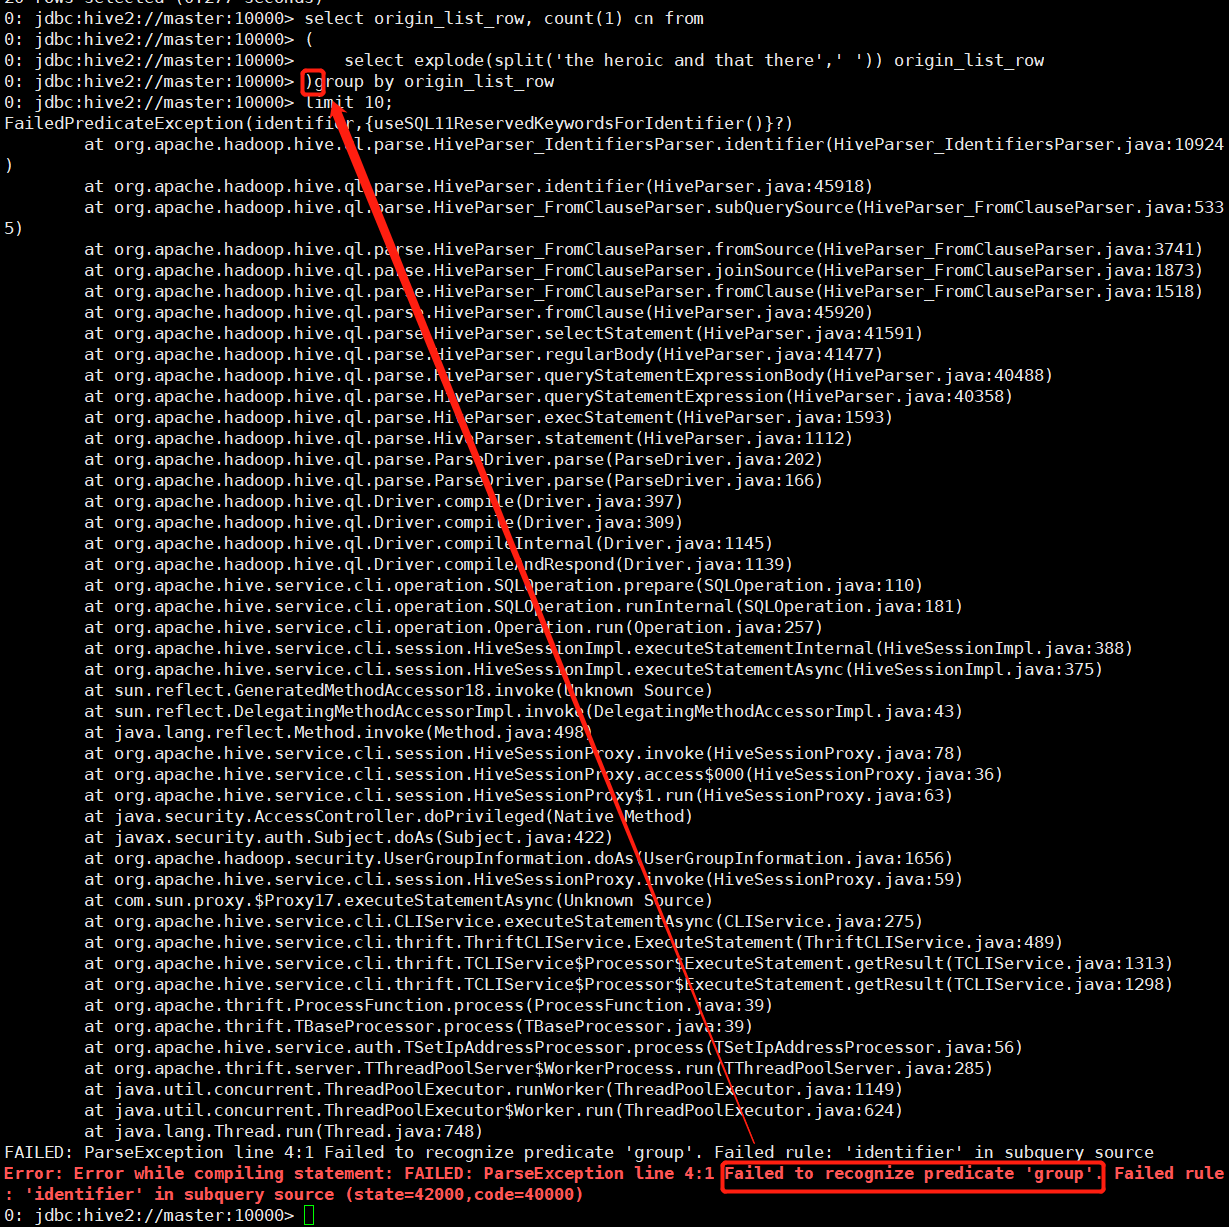 20 rows selected (0.277 seconds)
0: jdbc:hive2://master:10000> select origin_list_row, count(1) cn from
0: jdbc:hive2://master:10000> (
0: jdbc:hive2://master:10000>     select explode(split('the heroic and that there',' ')) origin_list_row
0: jdbc:hive2://master:10000> )group by origin_list_row
0: jdbc:hive2://master:10000> limit 10;
FailedPredicateException(identifier,{useSQL11ReservedKeywordsForIdentifier()}?)
        at org.apache.hadoop.hive.ql.parse.HiveParser_IdentifiersParser.identifier(HiveParser_IdentifiersParser.java:10924
)
        at org.apache.hadoop.hive.ql.parse.HiveParser.identifier(HiveParser.java:45918)
        at org.apache.hadoop.hive.ql.parse.HiveParser_FromClauseParser.subQuerySource(HiveParser_FromClauseParser.java:533
5)
        at org.apache.hadoop.hive.ql.parse.HiveParser_FromClauseParser.fromSource(HiveParser_FromClauseParser.java:3741)
        at org.apache.hadoop.hive.ql.parse.HiveParser_FromClauseParser.joinSource(HiveParser_FromClauseParser.java:1873)
        at org.apache.hadoop.hive.ql.parse.HiveParser_FromClauseParser.fromClause(HiveParser_FromClauseParser.java:1518)
        at org.apache.hadoop.hive.ql.parse.HiveParser.fromClause(HiveParser.java:45920)
        at org.apache.hadoop.hive.ql.parse.HiveParser.selectStatement(HiveParser.java:41591)
        at org.apache.hadoop.hive.ql.parse.HiveParser.regularBody(HiveParser.java:41477)
        at org.apache.hadoop.hive.ql.parse.HiveParser.queryStatementExpressionBody(HiveParser.java:40488)
        at org.apache.hadoop.hive.ql.parse.HiveParser.queryStatementExpression(HiveParser.java:40358)
        at org.apache.hadoop.hive.ql.parse.HiveParser.execStatement(HiveParser.java:1593)
        at org.apache.hadoop.hive.ql.parse.HiveParser.statement(HiveParser.java:1112)
        at org.apache.hadoop.hive.ql.parse.ParseDriver.parse(ParseDriver.java:202)
        at org.apache.hadoop.hive.ql.parse.ParseDriver.parse(ParseDriver.java:166)
        at org.apache.hadoop.hive.ql.Driver.compile(Driver.java:397)
        at org.apache.hadoop.hive.ql.Driver.compile(Driver.java:309)
        at org.apache.hadoop.hive.ql.Driver.compileInternal(Driver.java:1145)
        at org.apache.hadoop.hive.ql.Driver.compileAndRespond(Driver.java:1139)
        at org.apache.hive.service.cli.operation.SQLOperation.prepare(SQLOperation.java:110)
        at org.apache.hive.service.cli.operation.SQLOperation.runInternal(SQLOperation.java:181)
        at org.apache.hive.service.cli.operation.Operation.run(Operation.java:257)
        at org.apache.hive.service.cli.session.HiveSessionImpl.executeStatementInternal(HiveSessionImpl.java:388)
        at org.apache.hive.service.cli.session.HiveSessionImpl.executeStatementAsync(HiveSessionImpl.java:375)
        at sun.reflect.GeneratedMethodAccessor18.invoke(Unknown Source)
        at sun.reflect.DelegatingMethodAccessorImpl.invoke(DelegatingMethodAccessorImpl.java:43)
        at java.lang.reflect.Method.invoke(Method.java:498)
        at org.apache.hive.service.cli.session.HiveSessionProxy.invoke(HiveSessionProxy.java:78)
        at org.apache.hive.service.cli.session.HiveSessionProxy.access$000(HiveSessionProxy.java:36)
        at org.apache.hive.service.cli.session.HiveSessionProxy$1.run(HiveSessionProxy.java:63)
        at java.security.AccessController.doPrivileged(Native Method)
        at javax.security.auth.Subject.doAs(Subject.java:422)
        at org.apache.hadoop.security.UserGroupInformation.doAs(UserGroupInformation.java:1656)
        at org.apache.hive.service.cli.session.HiveSessionProxy.invoke(HiveSessionProxy.java:59)
        at com.sun.proxy.$Proxy17.executeStatementAsync(Unknown Source)
        at org.apache.hive.service.cli.CLIService.executeStatementAsync(CLIService.java:275)
        at org.apache.hive.service.cli.thrift.ThriftCLIService.ExecuteStatement(ThriftCLIService.java:489)
        at org.apache.hive.service.cli.thrift.TCLIService$Processor$ExecuteStatement.getResult(TCLIService.java:1313)
        at org.apache.hive.service.cli.thrift.TCLIService$Processor$ExecuteStatement.getResult(TCLIService.java:1298)
        at org.apache.thrift.ProcessFunction.process(ProcessFunction.java:39)
        at org.apache.thrift.TBaseProcessor.process(TBaseProcessor.java:39)
        at org.apache.hive.service.auth.TSetIpAddressProcessor.process(TSetIpAddressProcessor.java:56)
        at org.apache.thrift.server.TThreadPoolServer$WorkerProcess.run(TThreadPoolServer.java:285)
        at java.util.concurrent.ThreadPoolExecutor.runWorker(ThreadPoolExecutor.java:1149)
        at java.util.concurrent.ThreadPoolExecutor$Worker.run(ThreadPoolExecutor.java:624)
        at java.lang.Thread.run(Thread.java:748)
FAILED: ParseException line 4:1 Failed to recognize predicate 'group'. Failed rule: 'identifier' in subquery source
Error: Error while compiling statement: FAILED: ParseException line 4:1 Failed to recognize predicate 'group'. Failed rule
: 'identifier' in subquery source (state=42000,code=40000)
0: jdbc:hive2://master:10000>